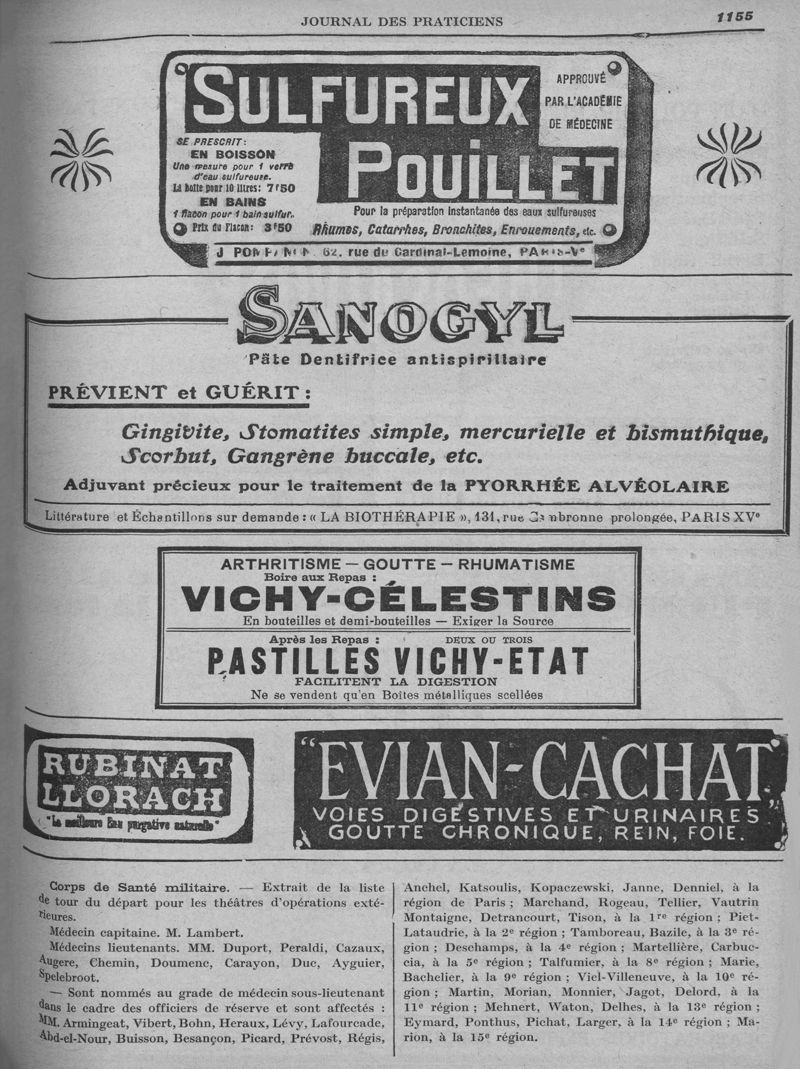 JOURNAL DES PRATICIENS
1155
SULFUREUX
POUILLET
APPROUVÉ
PAR L'ACADÉMIE
DE MÉDECINE
SE PRESCRIT:
EN BOISSON
Une mesure pour 1 verre
d'eau sulfureuse.
La boîte pour 10 litres: 7f50
EN BAINS
1 flacon pour 1 bain sulfur..
Prix du Flacon: 3f50
Pour la préparation instantanée des eaux sulfureuses
Rhumes, Catarrhes, Bronchites, Enrouements, etc.
62, rue du Cardinal-Lemoine, PARIS-Ve
SANOGYL
Pâte Dentifrice antispirillaire
PRÉVIENT et GUÉRIT :
Gingivite, Stomatites simple, mercurielle et bismuthique,
Scorbut, Gangrène buccale, etc.
Adjuvant précieux pour le traitement de la PYORRHÉE ALVÉOLAIRE
Littérature et Échantillons sur demande : « LA BIOTHÉRAPIE », 131, rue Cambronne prolongée, PARIS XVe
ARTHRITISME — GOUTTE — RHUMATISME
Boire aux Repas :
VICHY-CÉLESTINS
En bouteilles et demi-bouteilles — Exiger la Source
Après les Repas : DEUX OU TROIS
PASTILLES VICHY-ETAT
FACILITENT LA DIGESTION
Ne se vendent qu'en Boîtes métalliques scellées
RUBINAT
LLORACH
"La meilleure Eau purgative naturelle"
"EVIAN-CACHAT"
VOIES DIGESTIVES ET URINAIRES
GOUTTE CHRONIQUE, REIN, FOIE.
Corps de Santé militaire. — Extrait de la liste
de tour du départ pour les théâtres d'opérations exté-
rieures.
Médecin capitaine. M. Lambert.
Médecins lieutenants. MM. Duport, Peraldi, Cazaux,
Augere, Chemin, Doumenc, Carayon, Duc, Ayguier,
Spelebroot.
— Sont nommés au grade de médecin sous-lieutenant
dans le cadre des officiers de réserve et sont affectés :
MM. Armingeat, Vibert, Bohn, Heraux, Lévy, Lafourcade,
Abd-el-Nour, Buisson, Besançon, Picard, Prévost, Régis,
Anchel, Katsoulis, Kopaczewski, Janne, Denniel, à la
région de Paris ; Marchand, Rogeau, Tellier, Vautrin
Montaigne, Detrancourt, Tison, à la 1re région ; Piet-
Lataudrie, à la 2e région ; Tamboreau, Bazile, à la 3e ré-
gion ; Deschamps, à la 4e région ; Martellière, Carbuc-
cia, à la 5e région ; Talfumier, à la 8e région ; Marie,
Bachelier, à la 9e région ; Viel-Villeneuve, à la 10e ré-
gion ; Martin, Morian, Monnier, Jagot, Delord, à la
11e région ; Mehnert, Waton, Delhes, à la 13e région ;
Eymard, Ponthus, Pichat, Larger, à la 14e région ; Ma-
rion, à la 15e région.